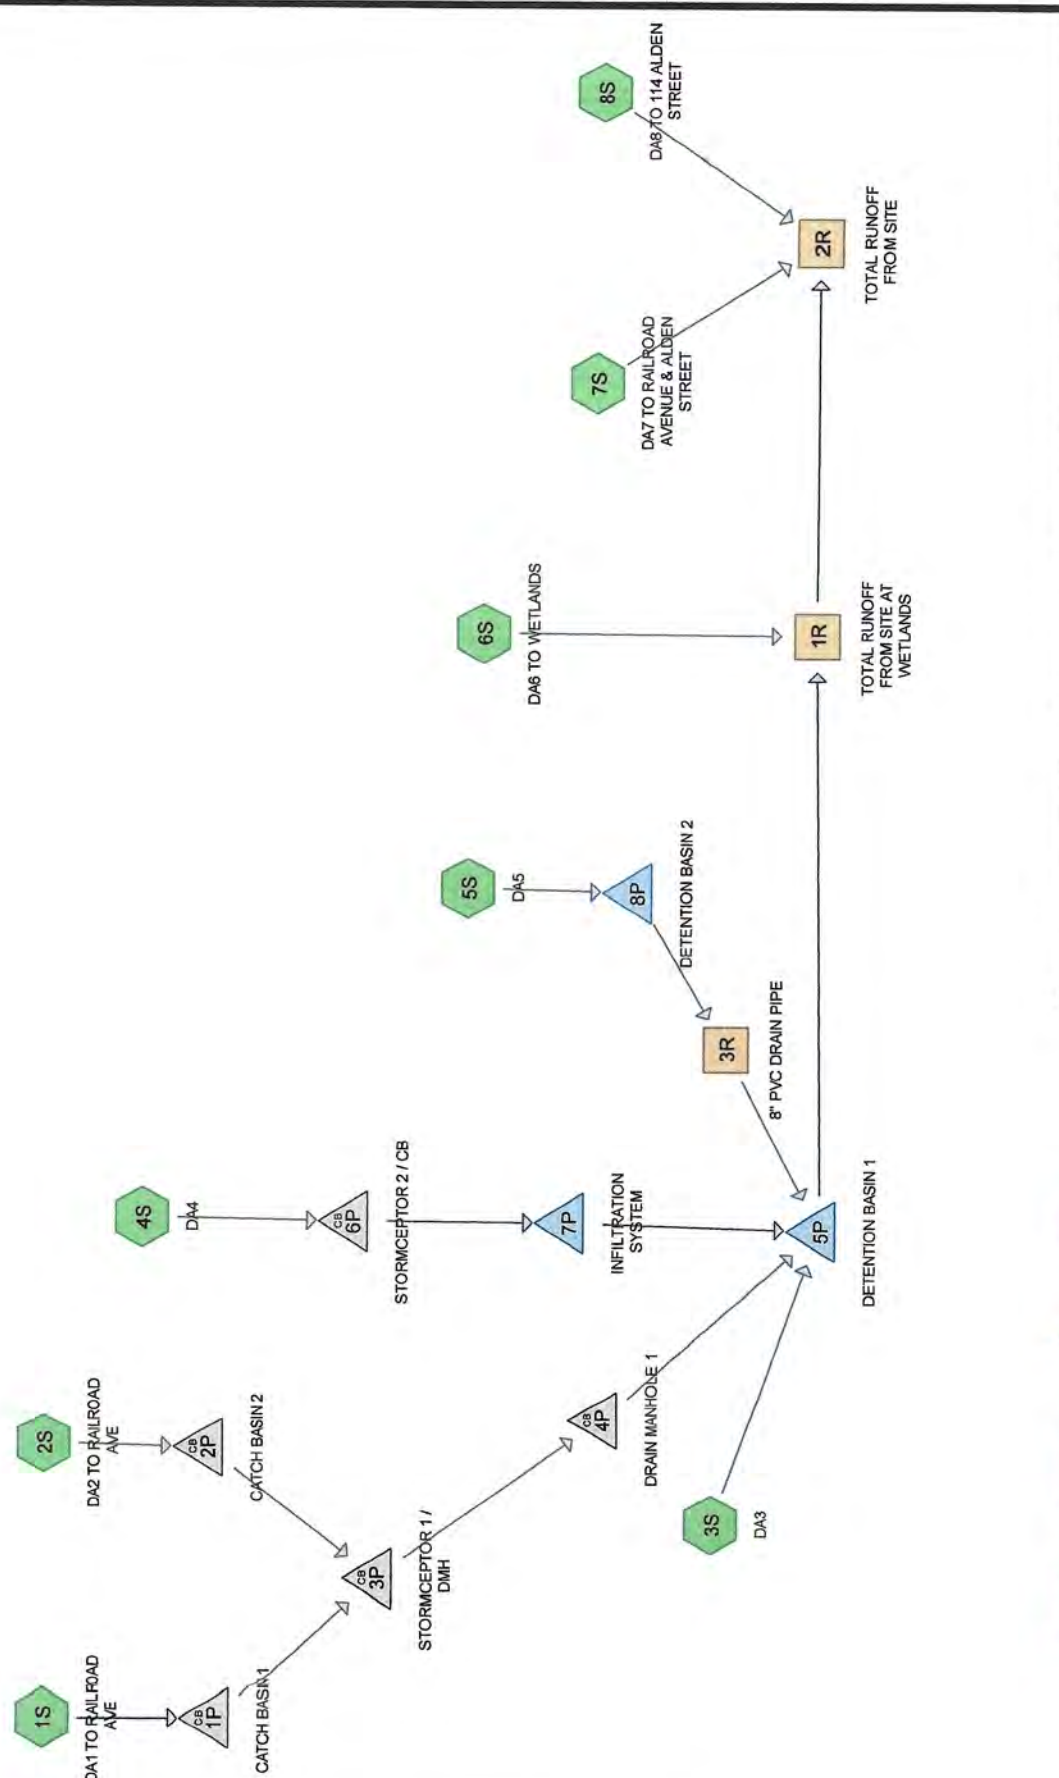 1S
DA1 TO RAILROAD
AVE
2S
DA2 TO RAILROAD
AVE
CB
1P
CATCH BASIN 1
CB
2P
CATCH BASIN 2
CB
3P
STORMCEPTOR 1 /
DMH
4S
DA4
CB
6P
STORMCEPTOR 2 / CB
CB
4P
DRAIN MANHOLE 1
7P
INFILTRATION
SYSTEM
3S
DA3
5P
DETENTION BASIN 1
5S
DA5
8P
DETENTION BASIN 2
3R
8" PVC DRAIN PIPE
6S
DA6 TO WETLANDS
1R
TOTAL RUNOFF
FROM SITE AT
WETLANDS
7S
DA7 TO RAILROAD
AVENUE & ALDEN
STREET
8S
DA8 TO 114 ALDEN
STREET
2R
TOTAL RUNOFF
FROM SITE